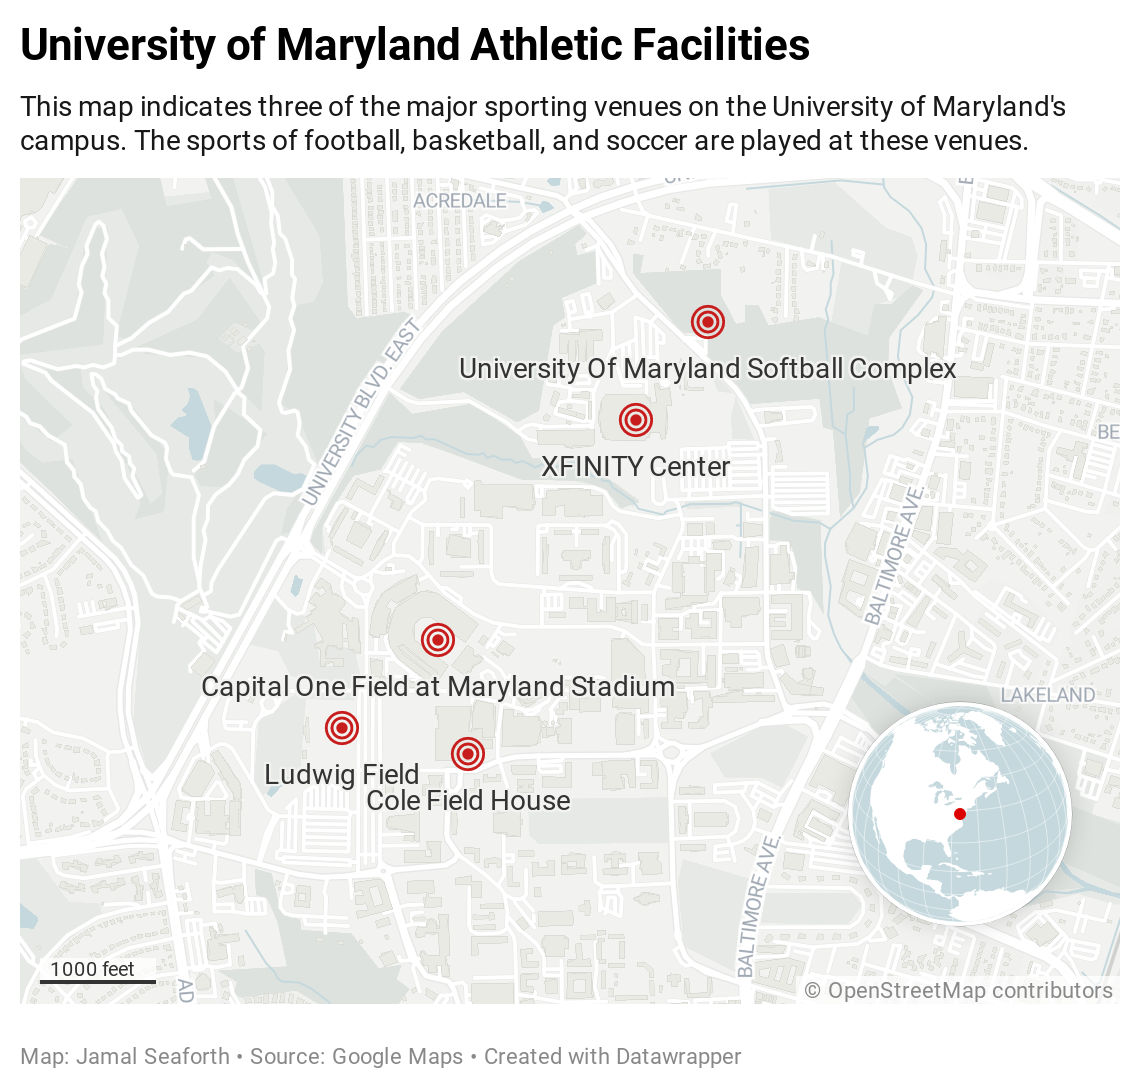 University of Maryland Athletic Facilities
This map indicates three of the major sporting venues on the University of Maryland's
campus. The sports of football, basketball, and soccer are played at these venues.
ACREDALE
UNIVERSITY BLVD. EAST
University Of Maryland Softball Complex
XFINITY Center
BE
BALTIMORE AVE.
Capital One Field at Maryland Stadium
LAKELAND
Ludwig Field
Cole Field House
BALTIMORE AVE.
1000 feet
AD
© OpenStreetMap contributors
Map: Jamal Seaforth • Source: Google Maps • Created with Datawrapper